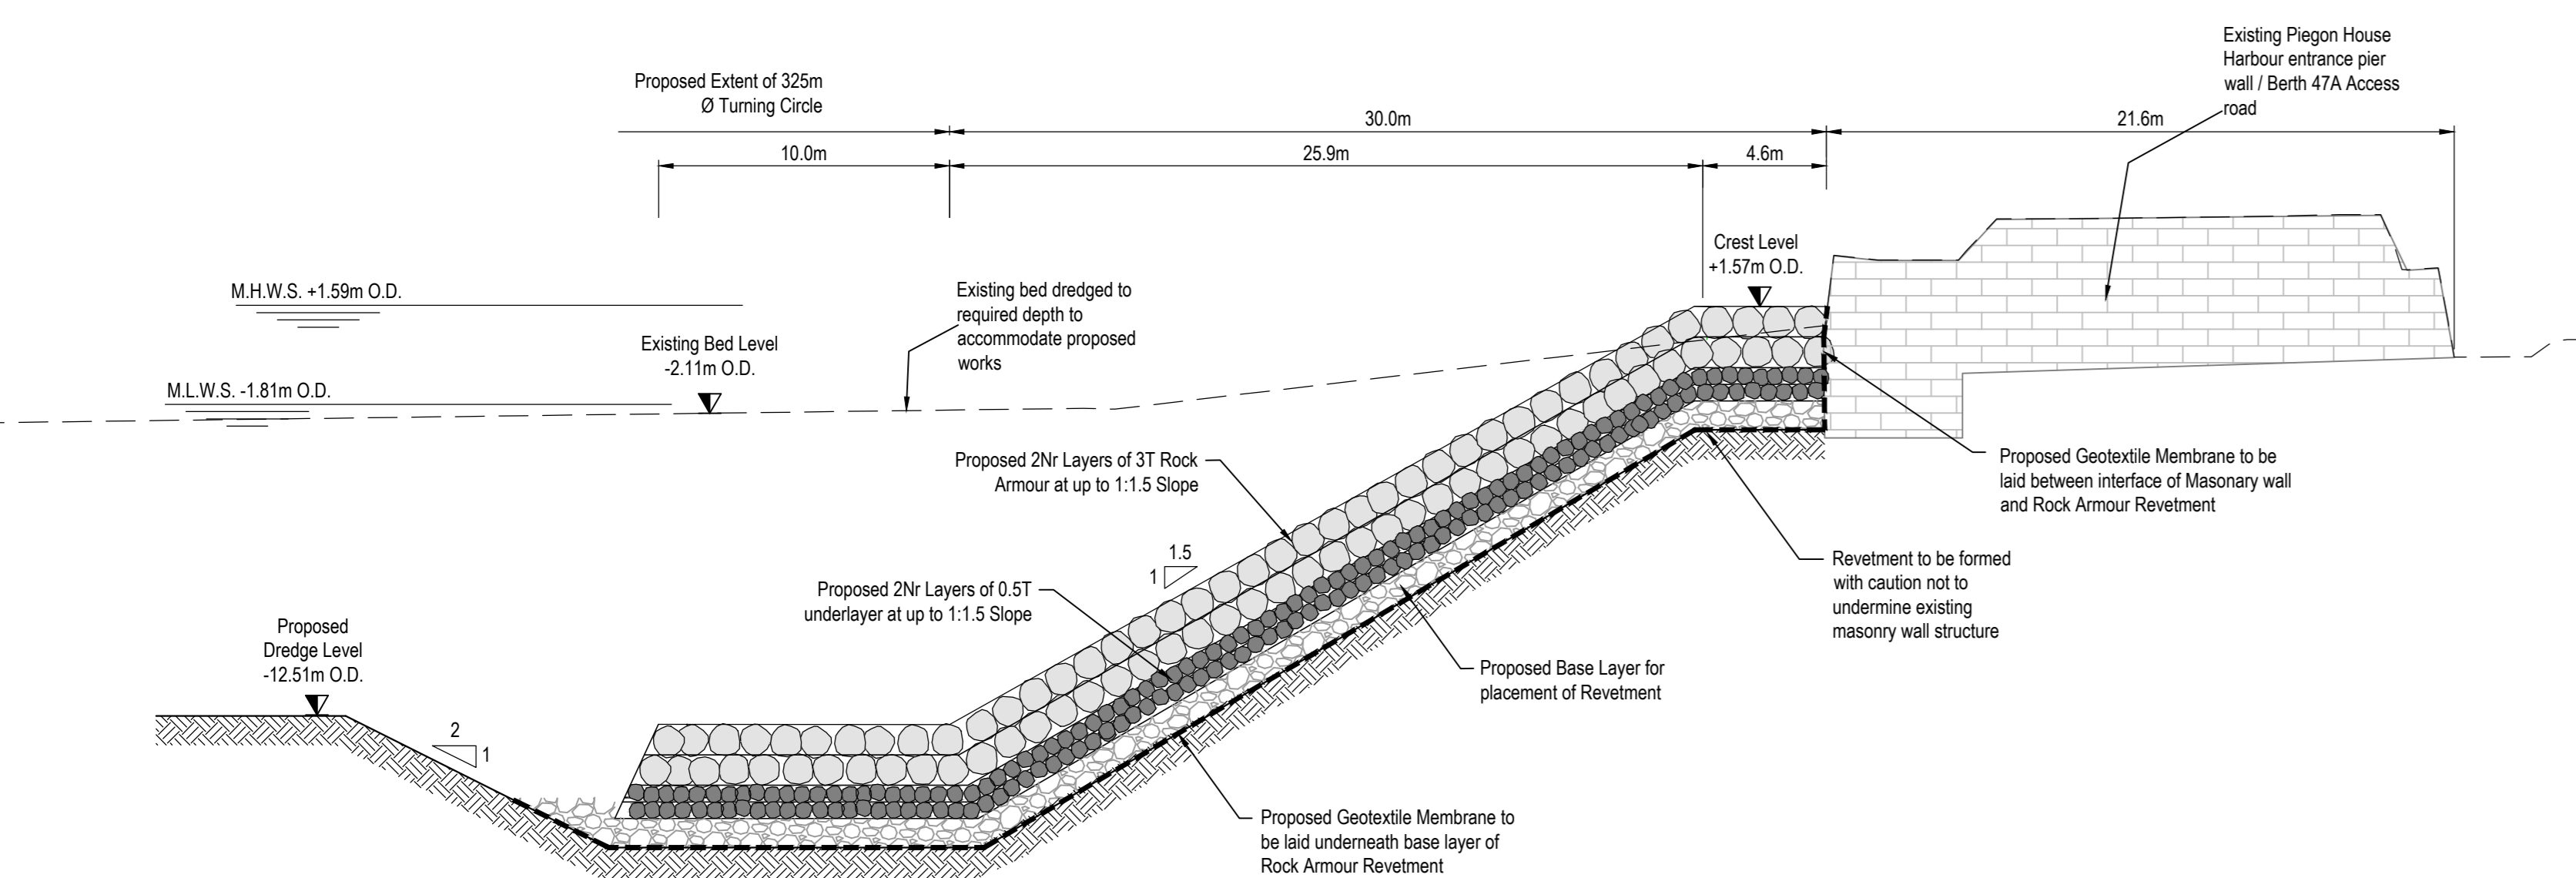 Existing Piegon House
Harbour entrance pier
wall / Berth 47A Access
road
Proposed Extent of 325m
Ø Turning Circle
30.0m
21.6m
10.0m
25.9m
4.6m
Crest Level
+1.57m O.D.
M.H.W.S. +1.59m O.D.
Existing bed dredged to
required depth to
accommodate proposed
works
Existing Bed Level
-2.11m O.D.
M.L.W.S. -1.81m O.D.
Proposed 2Nr Layers of 3T Rock
Armour at up to 1:1.5 Slope
Proposed Geotextile Membrane to be
laid between interface of Masonary wall
and Rock Armour Revetment
1.5
1
Revetment to be formed
with caution not to
undermine existing
masonry wall structure
Proposed 2Nr Layers of 0.5T
underlayer at up to 1:1.5 Slope
Proposed
Dredge Level
-12.51m O.D.
Proposed Base Layer for
placement of Revetment
2
1
Proposed Geotextile Membrane to
be laid underneath base layer of
Rock Armour Revetment